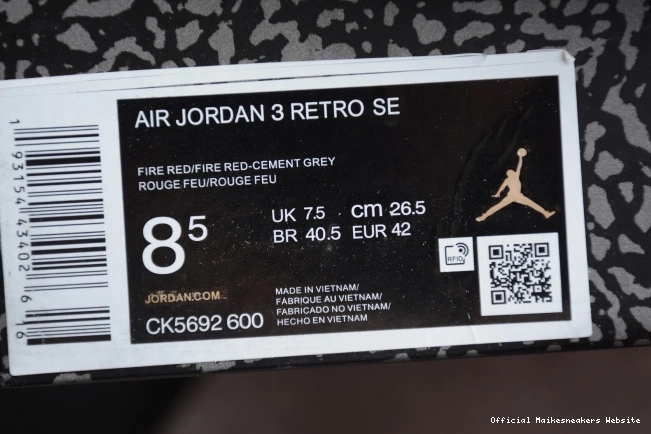 AIR JORDAN 3 RETRO SE
FIRE RED/FIRE RED-CEMENT GREY
ROUGE FEU/ROUGE FEU
8 5
UK 7.5 cm 26.5
BR 40.5 EUR 42
RFID
JORDAN.COM
CK5692 600
MADE IN VIETNAM/
FABRIQUE AU VIETNAM/
FABRICADO NO VIETNAM/
HECHO EN VIETNAM
1 93154 43402 6 16
Official Maikesneakers Website